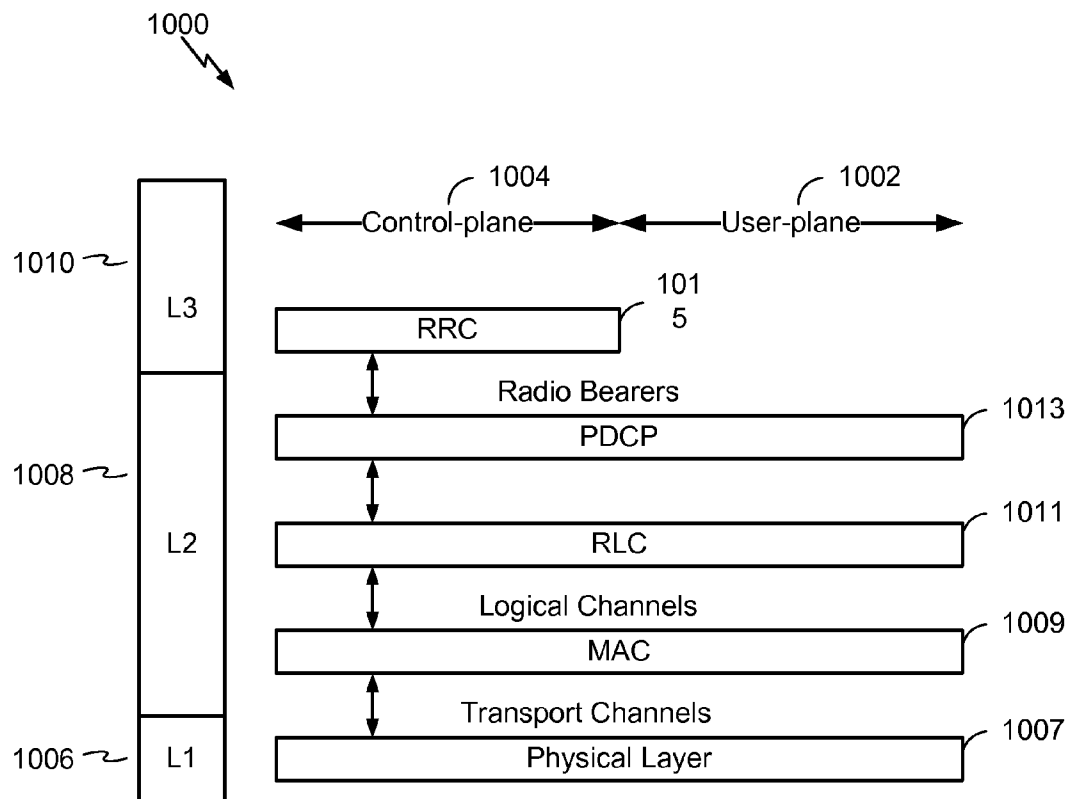 1000
1004
1002
Control-plane
User-plane
1010
L3
RRC
101
5
Radio Bearers
PDCP
1013
1008
L2
RLC
1011
Logical Channels
MAC
1009
Transport Channels
1006
L1
Physical Layer
1007